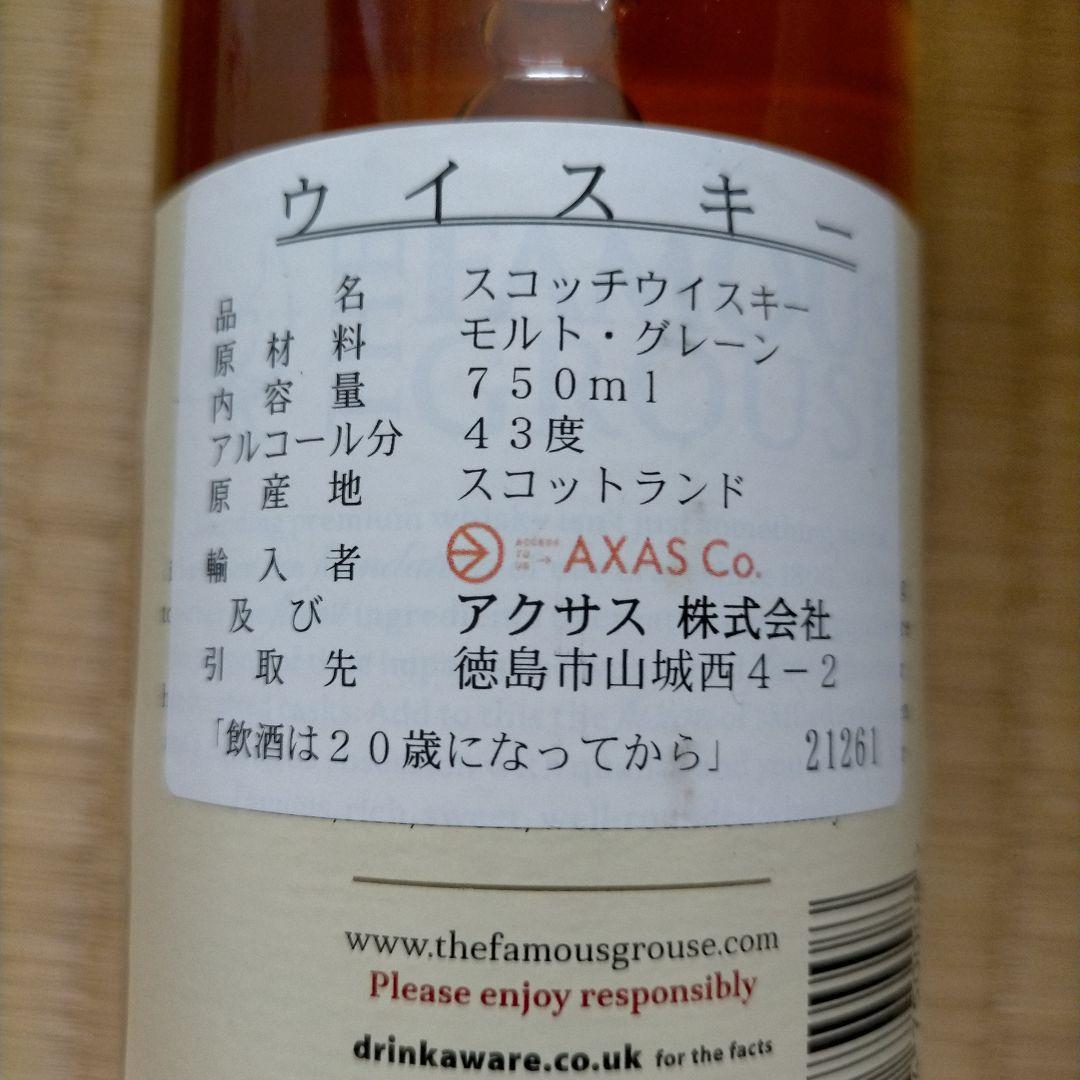 ウイスキー
品名 スコッチウイスキー
原材料 モルト・グレーン
内容量 750ml
アルコール分 43度
原産地 スコットランド
輸入者 ACCESS TO US → AXAS Co.
及び アクサス 株式会社
引取先 徳島市山城西4-2
「飲酒は20歳になってから」 21261
www.thefamousgrouse.com
Please enjoy responsibly
drinkaware.co.uk for the facts